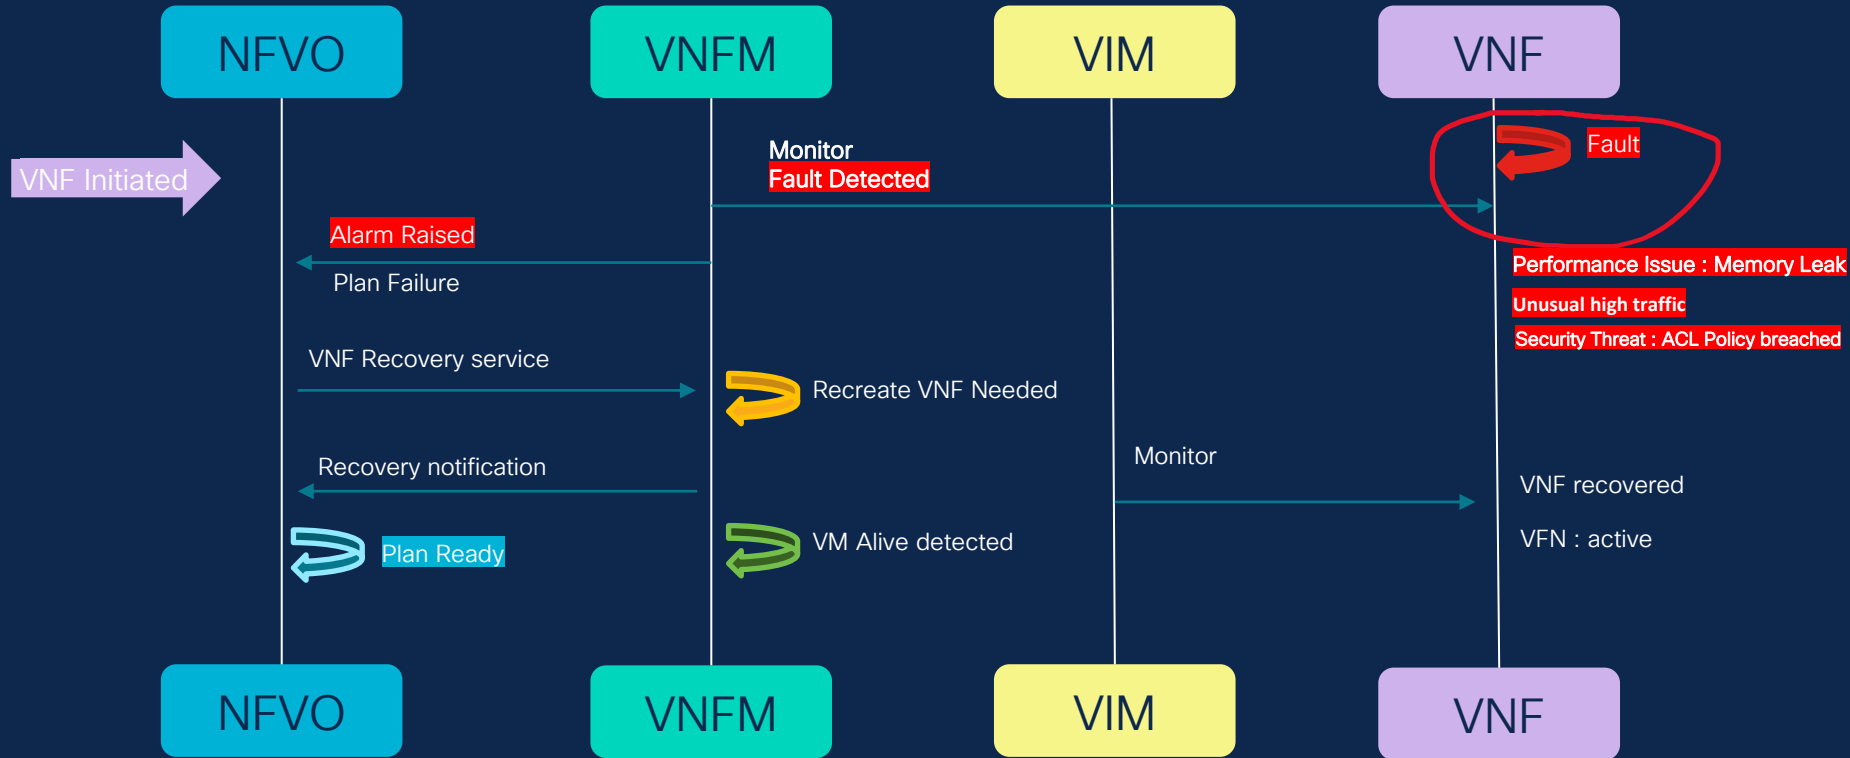 NFVO
VNFM
VIM
VNF
VNF Initiated
Monitor
Fault Detected
Fault
Alarm Raised
Plan Failure
Performance Issue : Memory Leak
Unusual high traffic
Security Threat : ACL Policy breached
VNF Recovery service
Recreate VNF Needed
Recovery notification
Monitor
VNF recovered
Plan Ready
VM Alive detected
VFN : active
NFVO
VNFM
VIM
VNF